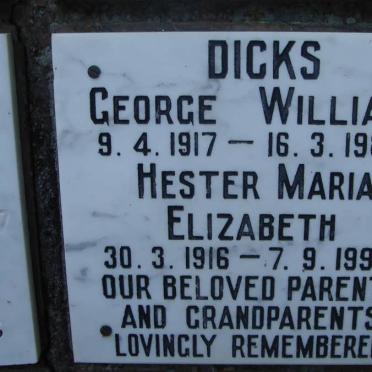 DICKS
GEORGE WILLIA
9. 4. 1917 — 16. 3. 198
HESTER MARIA
ELIZABETH
30. 3. 1916 — 7. 9. 199
OUR BELOVED PARENT
AND GRANDPARENTS
LOVINGLY REMEMBERE